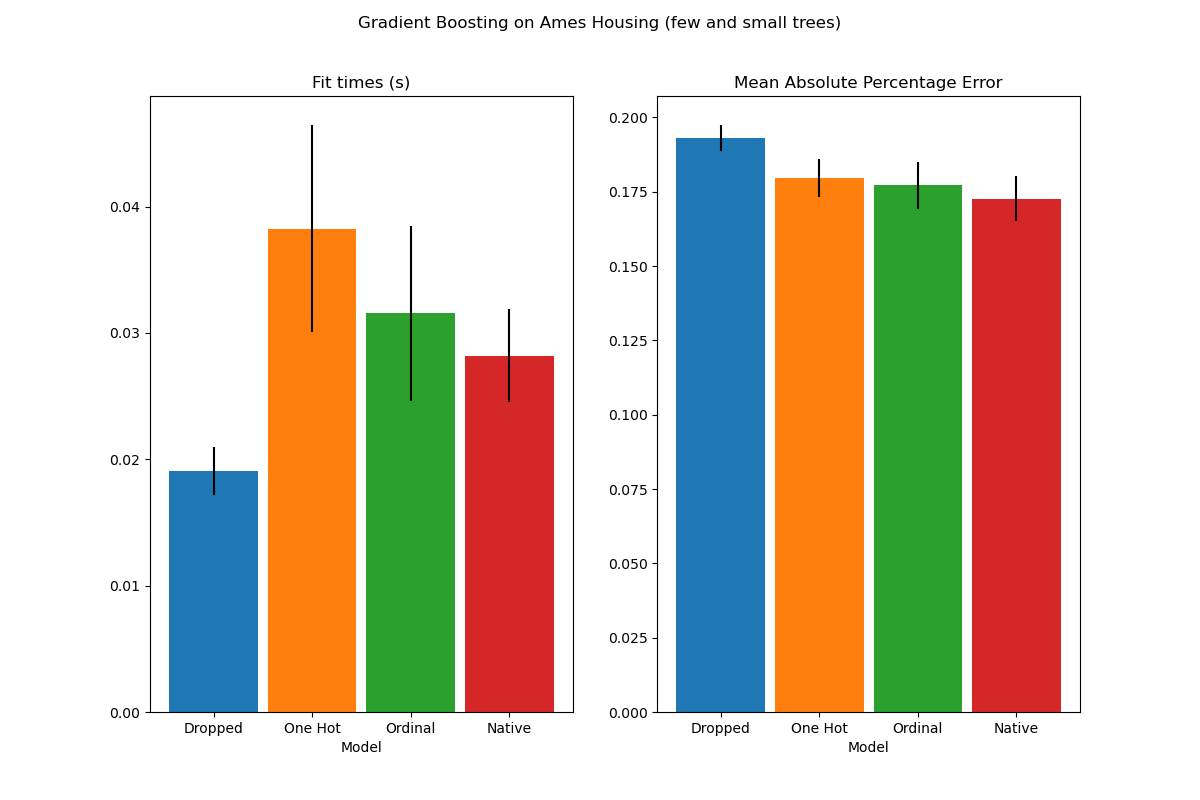 Gradient Boosting on Ames Housing (few and small trees)
Fit times (s)
0.04
0.03
0.02
0.01
0.00
Dropped One Hot Ordinal Native
Model
Mean Absolute Percentage Error
0.200
0.175
0.150
0.125
0.100
0.075
0.050
0.025
0.000
Dropped One Hot Ordinal Native
Model